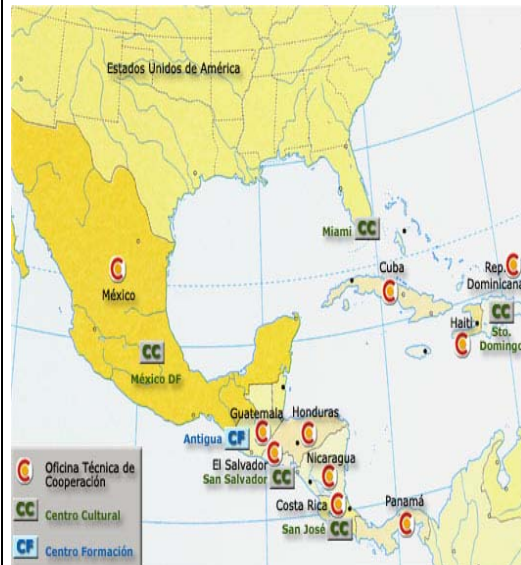 Estados Unidos de América
Miami CC
Cuba
Rep.
Dominicana
México
Haiti
CC
Sto.
Domingo
CC
México DF
Guatemala
Honduras
Antigua CF
El Salvador
San Salvador CC
Nicaragua
Costa Rica
Panamá
San José CC
Oficina Técnica de
Cooperación
CC Centro Cultural
CF Centro Formación